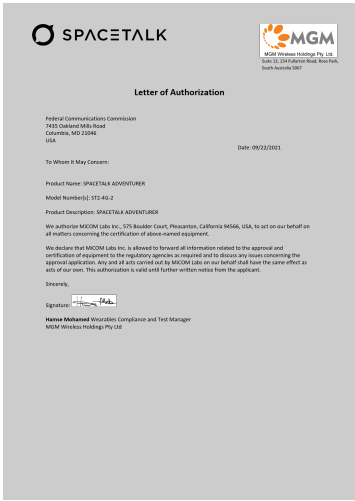 SPACETALK
MGM
MGM Wireless Holdings Pty. Ltd.
Suite 13, 154 Fullarton Road, Rose Park,
South Australia 5067
Letter of Authorization
Federal Communications Commission
7435 Oakland Mills Road
Columbia, MD 21046
USA
Date: 09/22/2021
To Whom It May Concern:
Product Name: SPACETALK ADVENTURER
Model Number(s): ST2-4G-2
Product Description: SPACETALK ADVENTURER
We authorize MiCOM Labs Inc., 575 Boulder Court, Pleasanton, California 94566, USA, to act on our behalf on
all matters concerning the certification of above-named equipment.
We declare that MiCOM Labs Inc. is allowed to forward all information related to the approval and
certification of equipment to the regulatory agencies as required and to discuss any issues concerning the
approval application. Any and all acts carried out by MiCOM Labs on our behalf shall have the same effect as
acts of our own. This authorization is valid until further written notice from the applicant.
Sincerely,
Signature:
Hamse Mohamed Wearables Compliance and Test Manager
MGM Wireless Holdings Pty Ltd